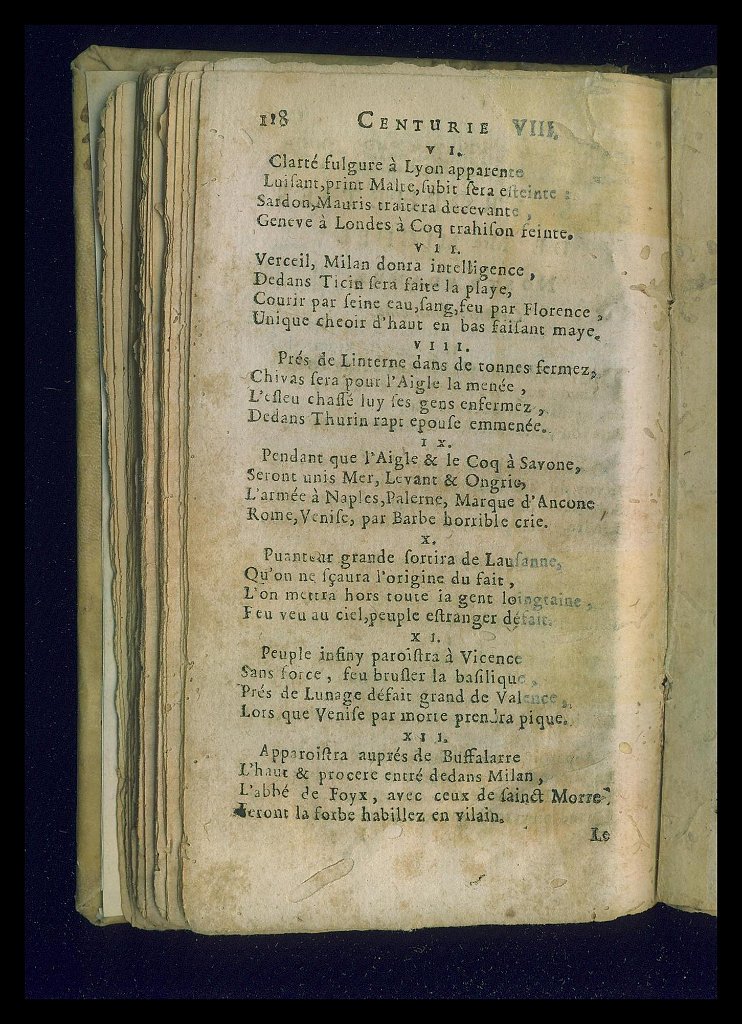 118 CENTURIE VIII.
VI.
Clarté fulgure à Lyon apparente
Luiſant,print Malte,ſubit ſera eſteinte :
Sardon,Mauris traitera decevante ,
Geneve à Londes à Coq trahiſon feinte.
VII.
Verceil, Milan donra intelligence ,
Dedans Ticin ſera faite la playe,
Courir par ſeine eau,ſang,feu par Florence ,
Unique cheoir d'haut en bas faiſant maye.
VIII.
Prés de Linterne dans de tonnes fermez,
Chivas ſera pour l'Aigle la menée ,
L'eſleu chaſſé luy ſes gens enfermez ,
Dedans Thurin rapt epouſe emmenée.
IX.
Pendant que l'Aigle & le Coq à Savone,
Seront unis Mer, Levant & Ongrie,
L'armée à Naples,Palerne, Marque d'Ancone
Rome,Veniſe, par Barbe horrible crie.
X.
Puanteur grande ſortira de Lauſanne,
Qu'on ne ſçaura l'origine du fait ,
L'on mettra hors toute ia gent loingtaine ,
Feu veu au ciel,peuple eſtranger défait.
XI.
Peuple infiny paroiſtra à Vicence
Sans force , feu bruſler la baſilique ,
Prés de Lunage défait grand de Valence ,
Lors que Veniſe par morte prendra pique.
XII.
Apparoiſtra auprés de Buffalarre
L'haut & procere entré dedans Milan ,
L'abbé de Foyx , avec ceux de ſainct Morre
Seront la forbe habillez en vilain.
Le